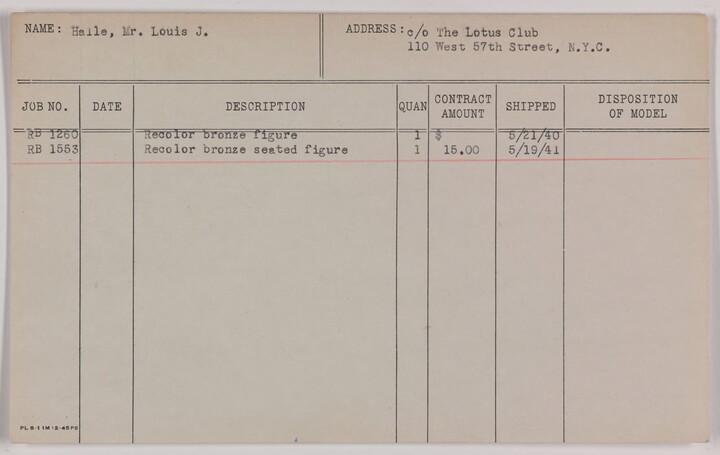 NAME: Halle, Mr. Louis J.
ADDRESS: c/o The Lotus Club
110 West 57th Street, N.Y.C.
JOB NO. DATE DESCRIPTION QUAN CONTRACT AMOUNT SHIPPED DISPOSITION OF MODEL
RB 1260 Recolor bronze figure 1 $ 5/21/40
RB 1553 Recolor bronze seated figure 1 15.00 5/19/41